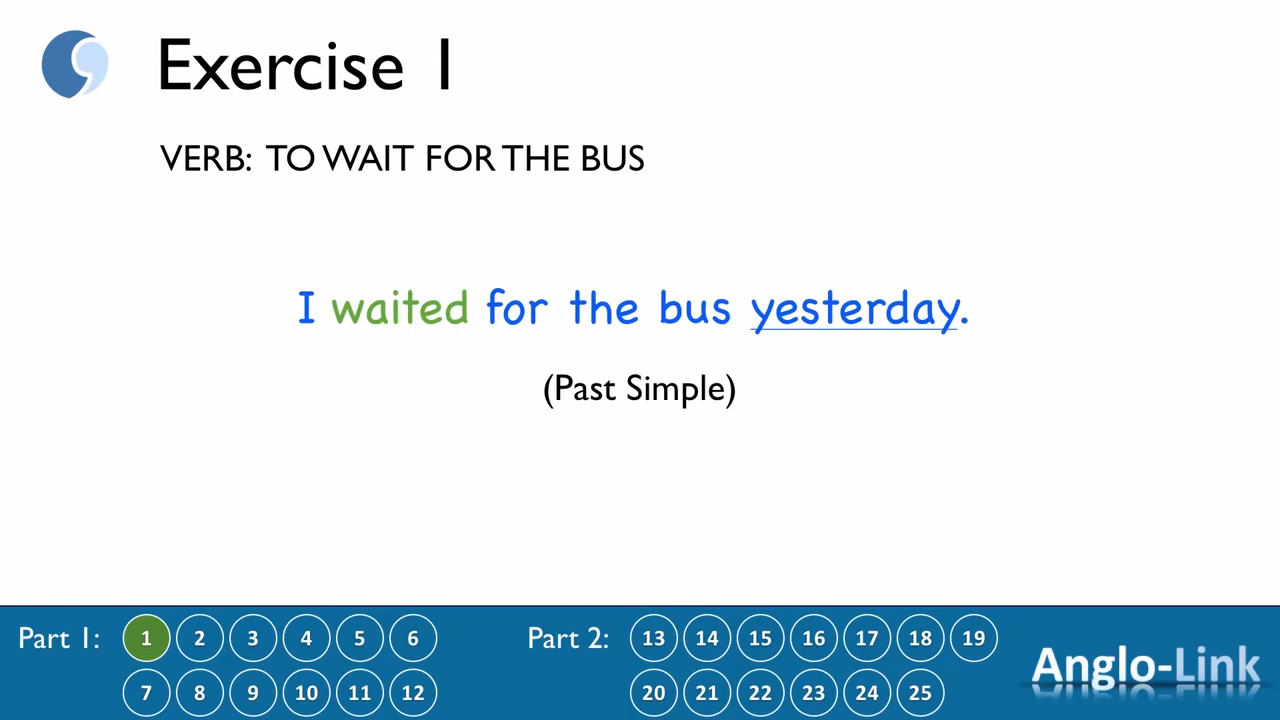 Exercise 1
VERB: TO WAIT FOR THE BUS
I waited for the bus yesterday.
(Past Simple)
Part 1: 1 2 3 4 5 6
7 8 9 10 11 12
Part 2: 13 14 15 16 17 18 19
20 21 22 23 24 25
Anglo-Link